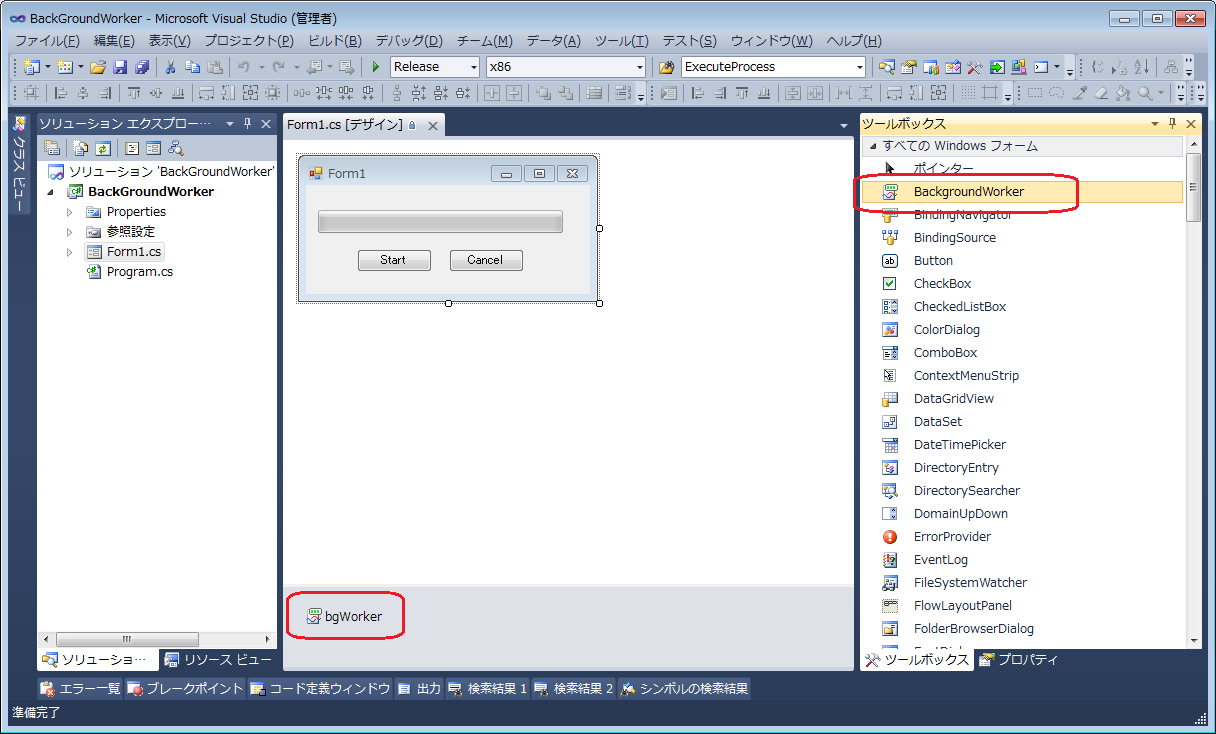 BackGroundWorker - Microsoft Visual Studio (管理者)
ファイル(F) 編集(E) 表示(V) プロジェクト(P) ビルド(B) デバッグ(D) チーム(M) データ(A) ツール(T) テスト(S) ウィンドウ(W) ヘルプ(H)
Release x86 ExecuteProcess
クラス ビュー
ソリューション エクスプロー…
ソリューション 'BackGroundWorker'
BackGroundWorker
Properties
参照設定
Form1.cs
Program.cs
ソリューショ… リソース ビュー
Form1.cs [デザイン]
Form1
Start Cancel
bgWorker
ツールボックス
すべての Windows フォーム
ポインター
BackgroundWorker
BindingNavigator
BindingSource
Button
CheckBox
CheckedListBox
ColorDialog
ComboBox
ContextMenuStrip
DataGridView
DataSet
DateTimePicker
DirectoryEntry
DirectorySearcher
DomainUpDown
ErrorProvider
EventLog
FileSystemWatcher
FlowLayoutPanel
FolderBrowserDialog
ツールボックス プロパティ
エラー一覧 ブレークポイント コード定義ウィンドウ 出力 検索結果 1 検索結果 2 シンボルの検索結果
準備完了